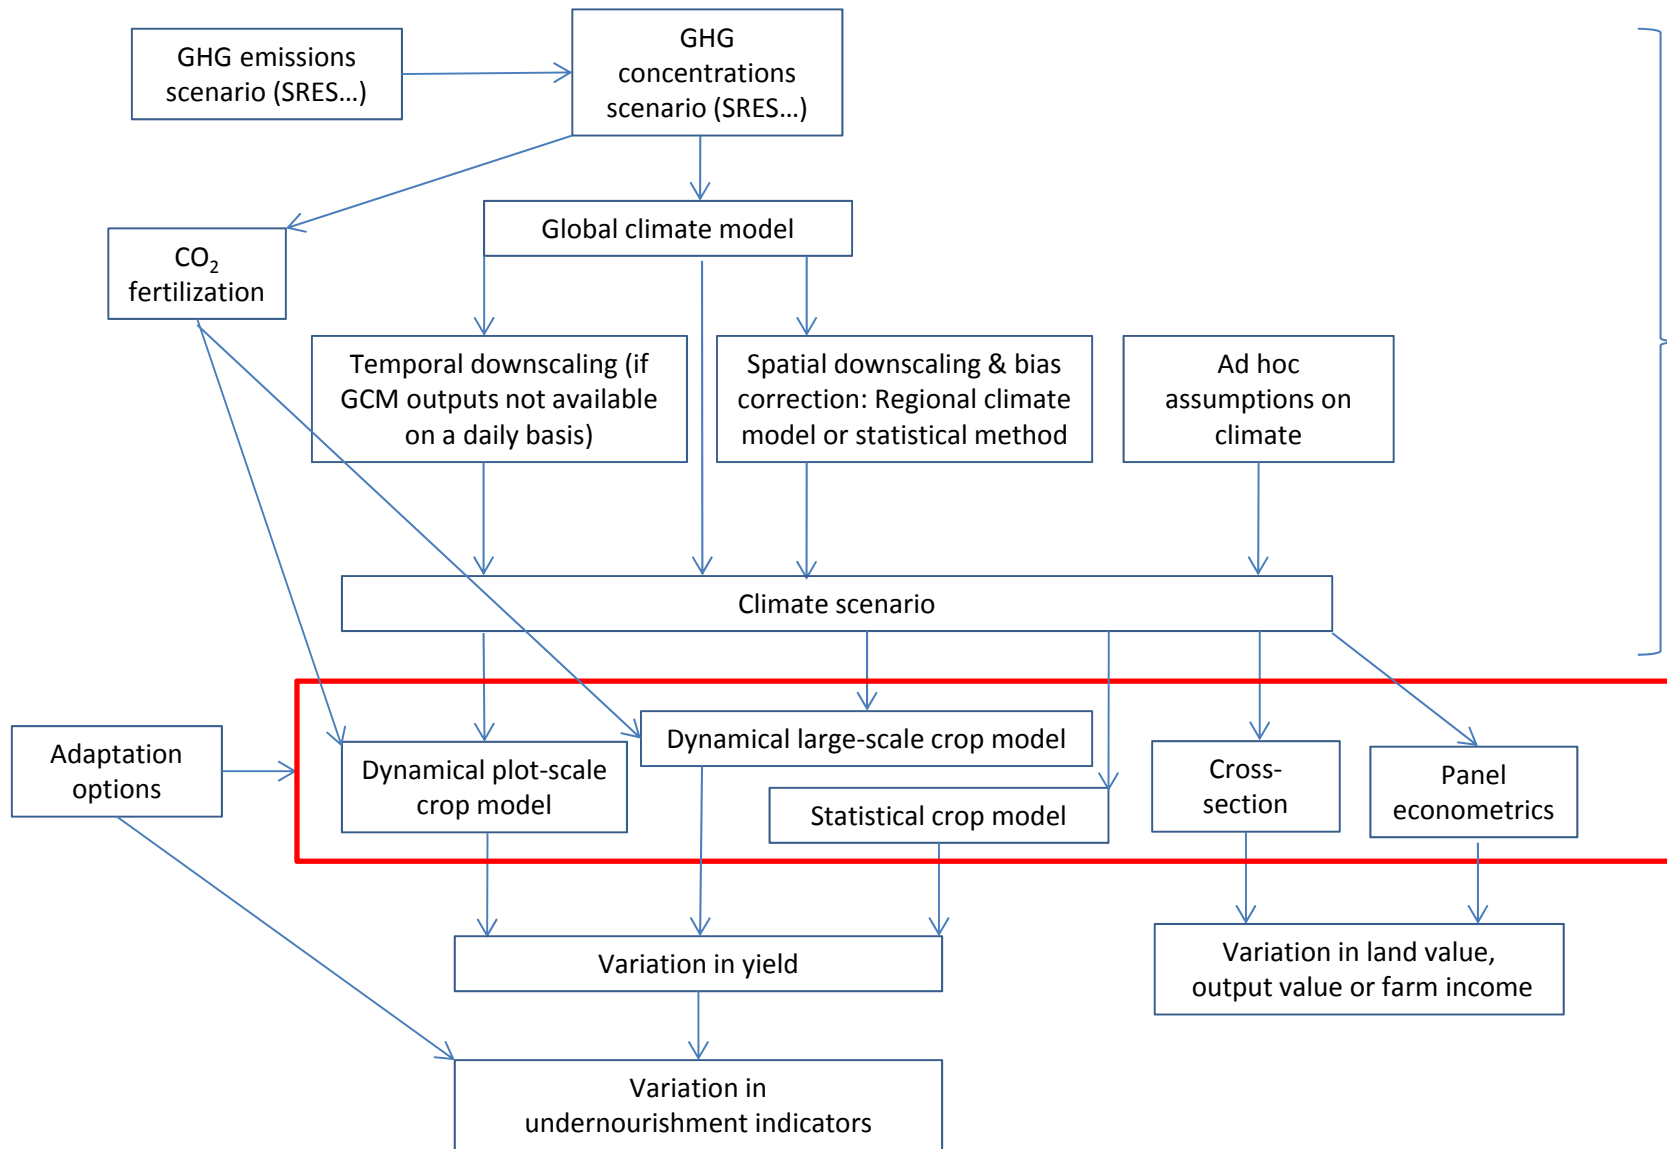 GHG emissions
scenario (SRES…)
GHG
concentrations
scenario (SRES…)
Global climate model
CO₂
fertilization
Temporal downscaling (if
GCM outputs not available
on a daily basis)
Spatial downscaling & bias
correction: Regional climate
model or statistical method
Ad hoc
assumptions on
climate
Climate scenario
Adaptation
options
Dynamical plot-scale
crop model
Dynamical large-scale crop model
Statistical crop model
Cross-
section
Panel
econometrics
Variation in yield
Variation in land value,
output value or farm income
Variation in
undernourishment indicators